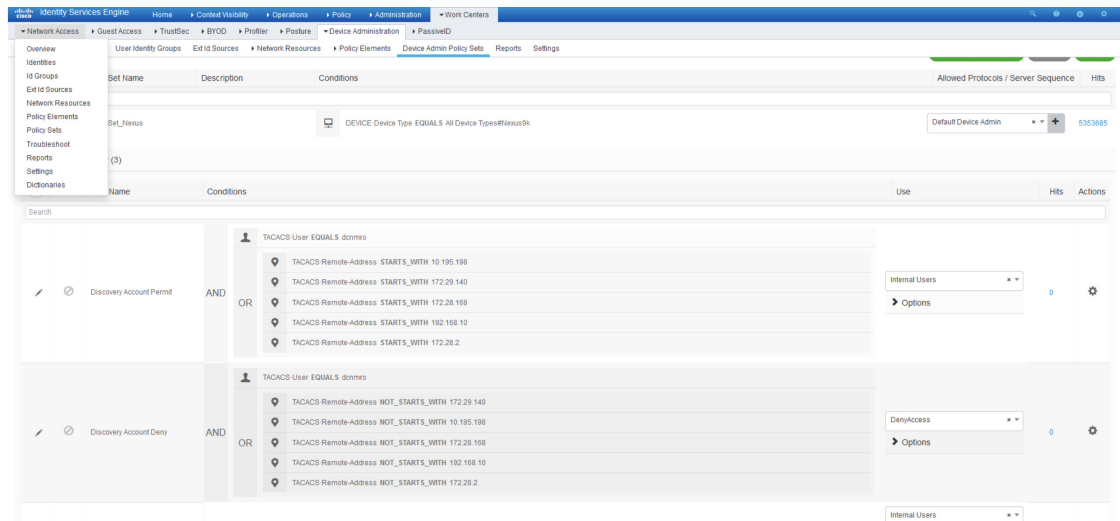 cisco Identity Services Engine Home Context Visibility Operations Policy Administration Work Centers
Network Access Guest Access TrustSec BYOD Profiler Posture Device Administration PassiveID
Overview User Identity Groups Ext Id Sources Network Resources Policy Elements Device Admin Policy Sets Reports Settings
Identities
Id Groups
Ext Id Sources
Network Resources
Policy Elements
Policy Sets
Troubleshoot
Reports
Settings
Dictionaries
Set Name Description Conditions Allowed Protocols / Server Sequence Hits
Set_Nexus DEVICE·Device Type EQUALS All Device Types#Nexus9k Default Device Admin × + 5353685
(3)
Name Conditions Use Hits Actions
Search
TACACS·User EQUALS dcnmro
TACACS·Remote-Address STARTS_WITH 10.195.198
TACACS·Remote-Address STARTS_WITH 172.29.140
Discovery Account Permit AND OR TACACS·Remote-Address STARTS_WITH 172.28.168 Internal Users × 0
Options
TACACS·Remote-Address STARTS_WITH 192.168.10
TACACS·Remote-Address STARTS_WITH 172.28.2.
TACACS·User EQUALS dcnmro
TACACS·Remote-Address NOT_STARTS_WITH 172.29.140
TACACS·Remote-Address NOT_STARTS_WITH 10.195.198
Discovery Account Deny AND OR TACACS·Remote-Address NOT_STARTS_WITH 172.28.168 DenyAccess × 0
Options
TACACS·Remote-Address NOT_STARTS_WITH 192.168.10
TACACS·Remote-Address NOT_STARTS_WITH 172.28.2.
Internal Users ×